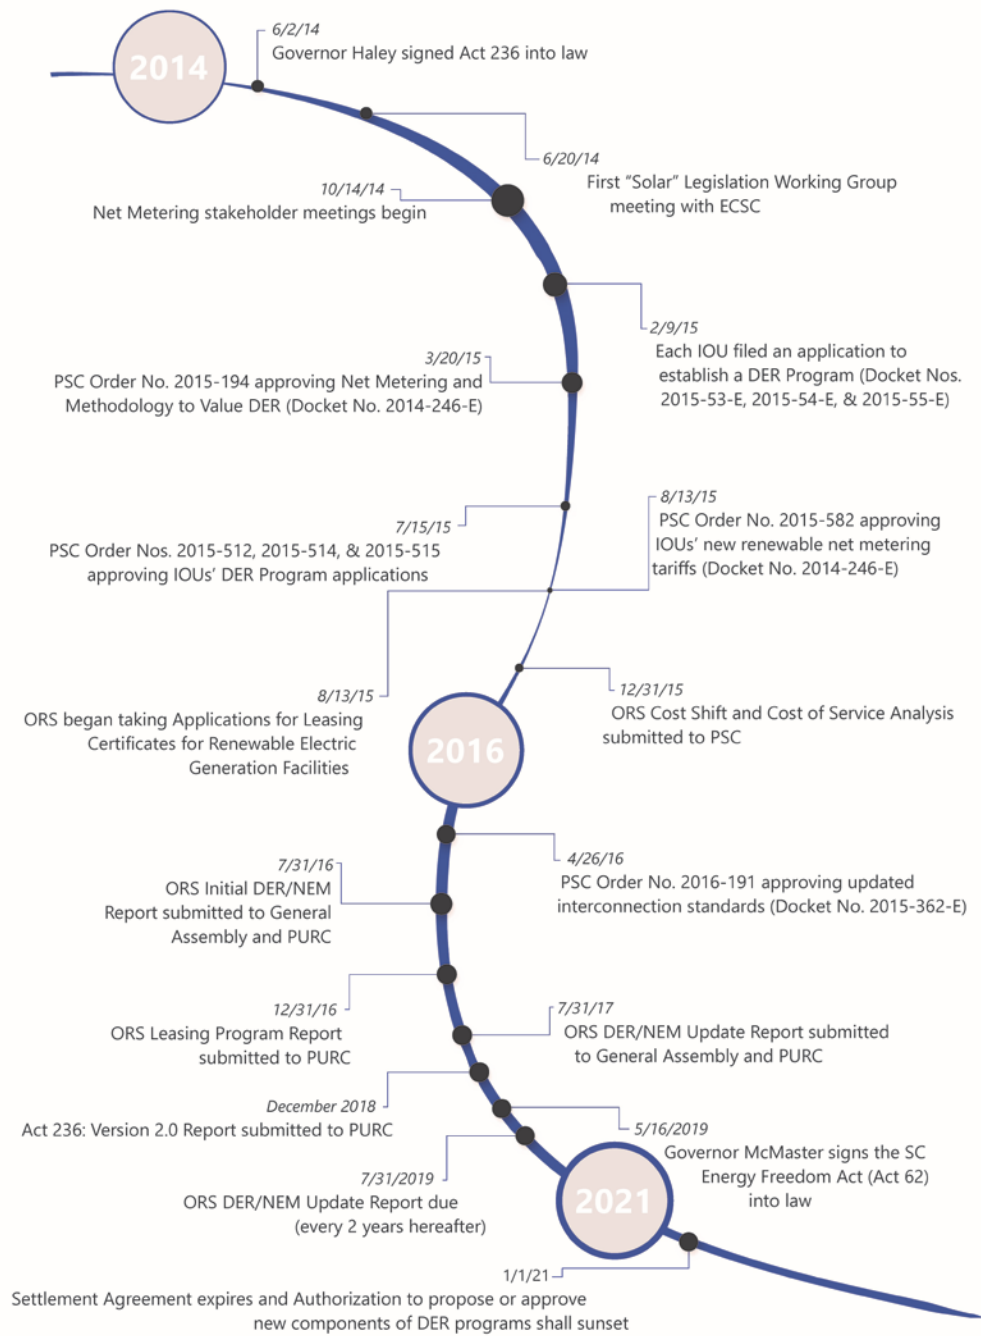 2014
6/2/14
Governor Haley signed Act 236 into law
6/20/14
First “Solar” Legislation Working Group
meeting with ECSC
10/14/14
Net Metering stakeholder meetings begin
2/9/15
Each IOU filed an application to
establish a DER Program (Docket Nos.
2015-53-E, 2015-54-E, & 2015-55-E)
3/20/15
PSC Order No. 2015-194 approving Net Metering and
Methodology to Value DER (Docket No. 2014-246-E)
7/15/15
PSC Order Nos. 2015-512, 2015-514, & 2015-515
approving IOUs’ DER Program applications
8/13/15
PSC Order No. 2015-582 approving
IOUs’ new renewable net metering
tariffs (Docket No. 2014-246-E)
8/13/15
ORS began taking Applications for Leasing
Certificates for Renewable Electric
Generation Facilities
12/31/15
ORS Cost Shift and Cost of Service Analysis
submitted to PSC
2016
4/26/16
PSC Order No. 2016-191 approving updated
interconnection standards (Docket No. 2015-362-E)
7/31/16
ORS Initial DER/NEM
Report submitted to General
Assembly and PURC
12/31/16
ORS Leasing Program Report
submitted to PURC
7/31/17
ORS DER/NEM Update Report submitted
to General Assembly and PURC
December 2018
Act 236: Version 2.0 Report submitted to PURC
5/16/2019
Governor McMaster signs the SC
Energy Freedom Act (Act 62)
into law
7/31/2019
ORS DER/NEM Update Report due
(every 2 years hereafter)
2021
1/1/21
Settlement Agreement expires and Authorization to propose or approve
new components of DER programs shall sunset